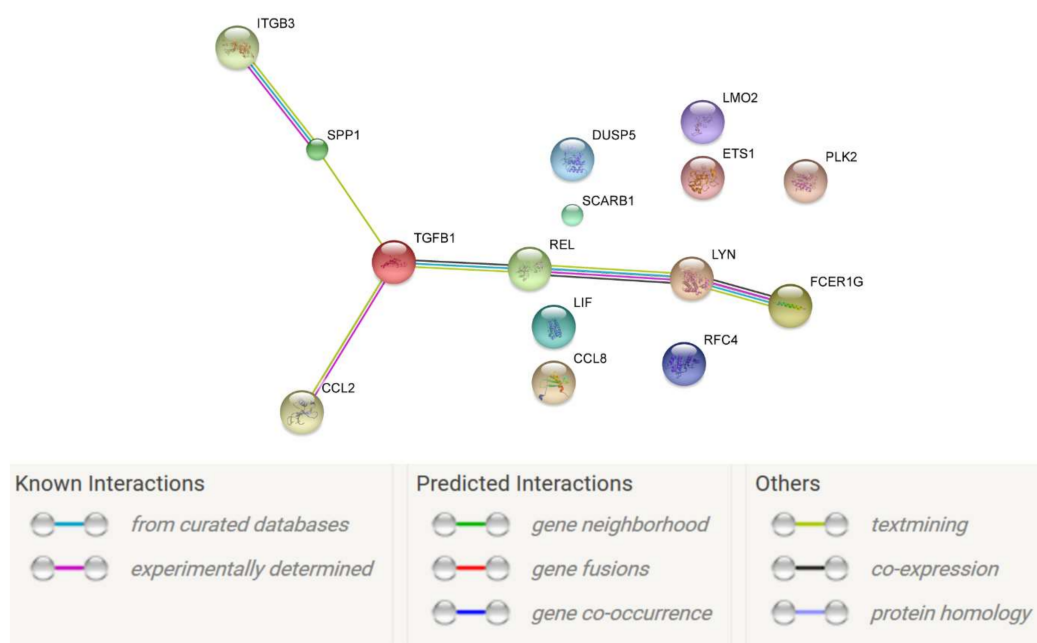 ITGB3
SPP1
LMO2
DUSP5
ETS1
PLK2
SCARB1
TGFB1
REL
LYN
FCER1G
LIF
RFC4
CCL8
CCL2
Known Interactions
from curated databases
experimentally determined
Predicted Interactions
gene neighborhood
gene fusions
gene co-occurrence
Others
textmining
co-expression
protein homology